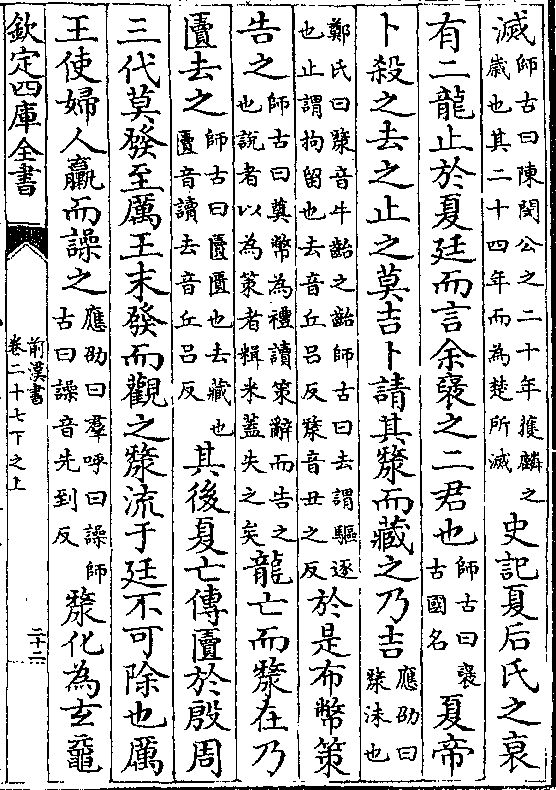 滅師古曰陳閔公之二十年獲麟之歲也其二十四年而為楚所滅史記夏后氏之衰
有二龍止於夏廷而言余襃之二君也師古曰襃古國名夏帝
卜殺之去之止之莫吉卜請其漦而藏之乃吉應劭曰漦沬也
鄭氏曰漦音牛齝之齝師古曰去謂驅逐也止謂拘留也去音丘呂反漦音丑之反於是布幣策
告之師古曰奠幣為禮讀策辭而告之也說者以為策者糈米蓋失之矣龍亡而漦在乃
匵去之師古曰匵匱也去藏也匵音讀去音丘呂反其後夏亡傳匵於殷周
三代莫發至厲王末發而觀之漦流于廷不可除也厲
王使婦人臝而譟之應劭曰羣呼曰譟師古曰譟音先到反漦化為玄黿
欽定四庫全書
前漢書
卷二十七下之上
二十二